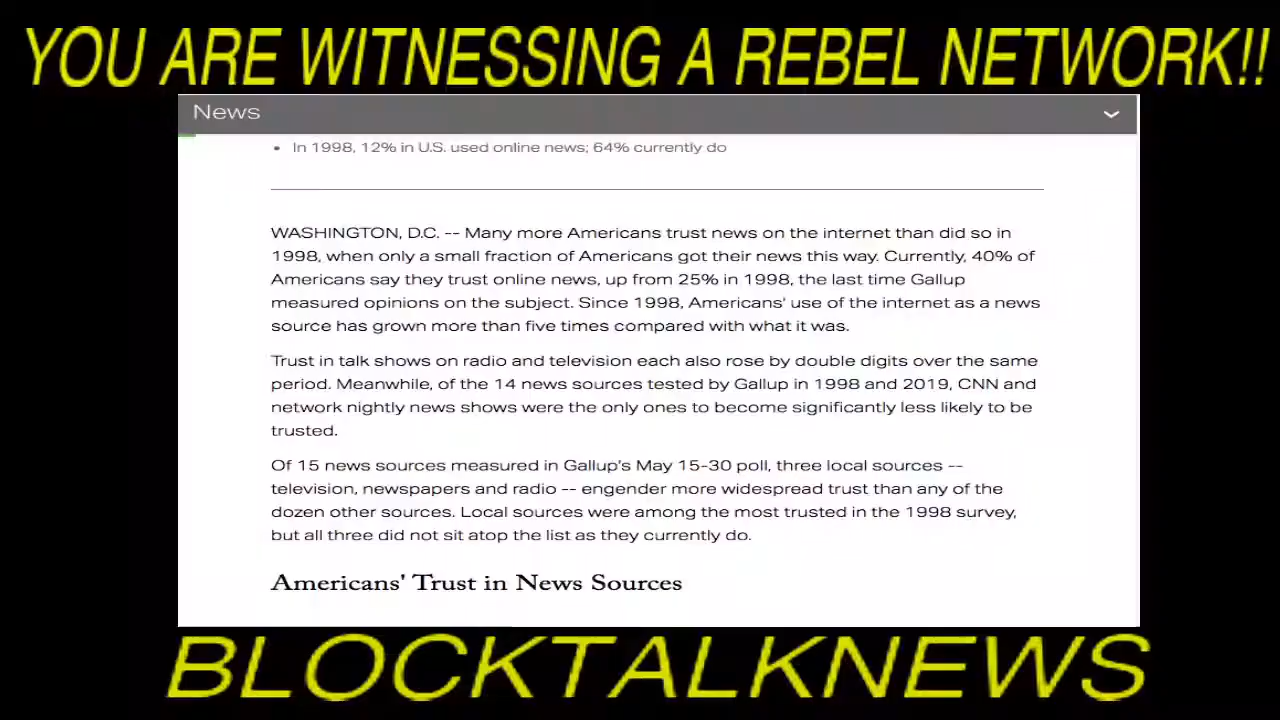 YOU ARE WITNESSING A REBEL NETWORK!!
News
• In 1998, 12% in U.S. used online news; 64% currently do
WASHINGTON, D.C. -- Many more Americans trust news on the internet than did so in
1998, when only a small fraction of Americans got their news this way. Currently, 40% of
Americans say they trust online news, up from 25% in 1998, the last time Gallup
measured opinions on the subject. Since 1998, Americans' use of the internet as a news
source has grown more than five times compared with what it was.
Trust in talk shows on radio and television each also rose by double digits over the same
period. Meanwhile, of the 14 news sources tested by Gallup in 1998 and 2019, CNN and
network nightly news shows were the only ones to become significantly less likely to be
trusted.
Of 15 news sources measured in Gallup's May 15-30 poll, three local sources --
television, newspapers and radio -- engender more widespread trust than any of the
dozen other sources. Local sources were among the most trusted in the 1998 survey,
but all three did not sit atop the list as they currently do.
Americans' Trust in News Sources
BLOCKTALKNEWS